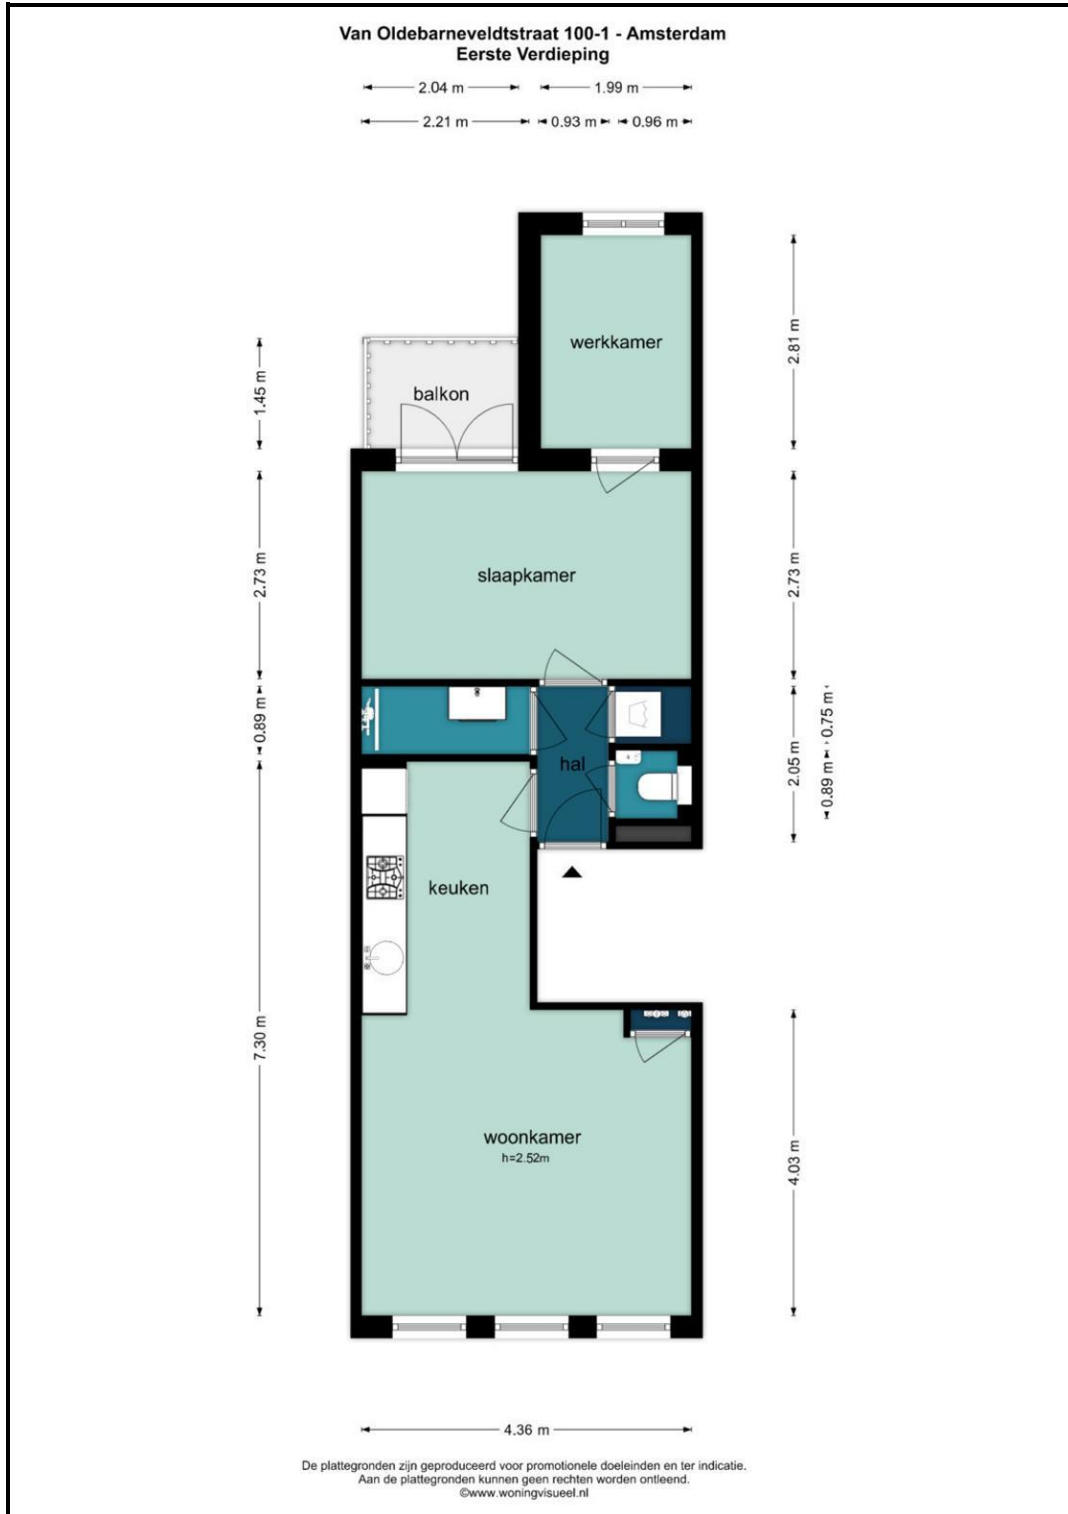 Van Oldebarneveldtstraat 100-1 - Amsterdam
Eerste Verdieping
2.04 m
1.99 m
2.21 m
0.93 m
0.96 m
werkkamer
2.81 m
1.45 m
balkon
2.73 m
slaapkamer
2.73 m
0.89 m
hal
2.05 m
0.75 m
0.89 m
keuken
7.30 m
woonkamer
h=2.52m
4.03 m
4.36 m
De plattegronden zijn geproduceerd voor promotionele doeleinden en ter indicatie.
Aan de plattegronden kunnen geen rechten worden ontleend.
©www.woningvisueel.nl